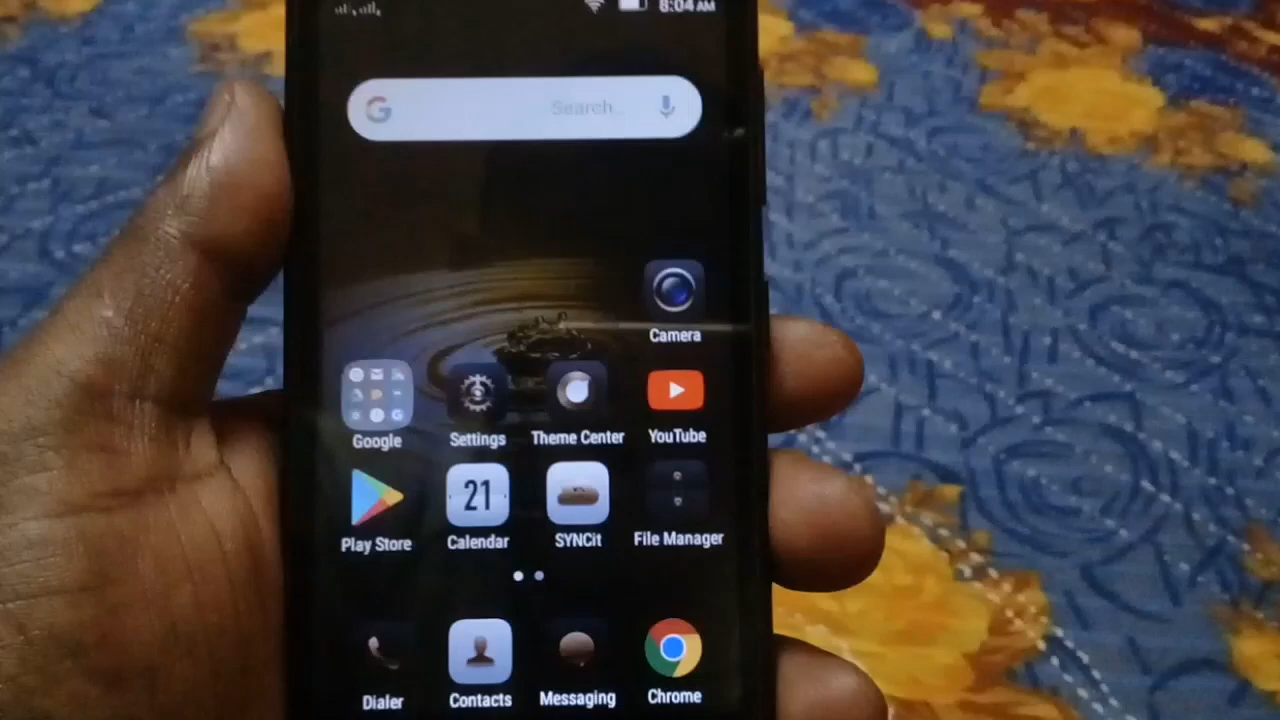 8:04 AM
G Search..
Camera
Google Settings Theme Center YouTube
21
Play Store Calendar SYNCit File Manager
Dialer Contacts Messaging Chrome